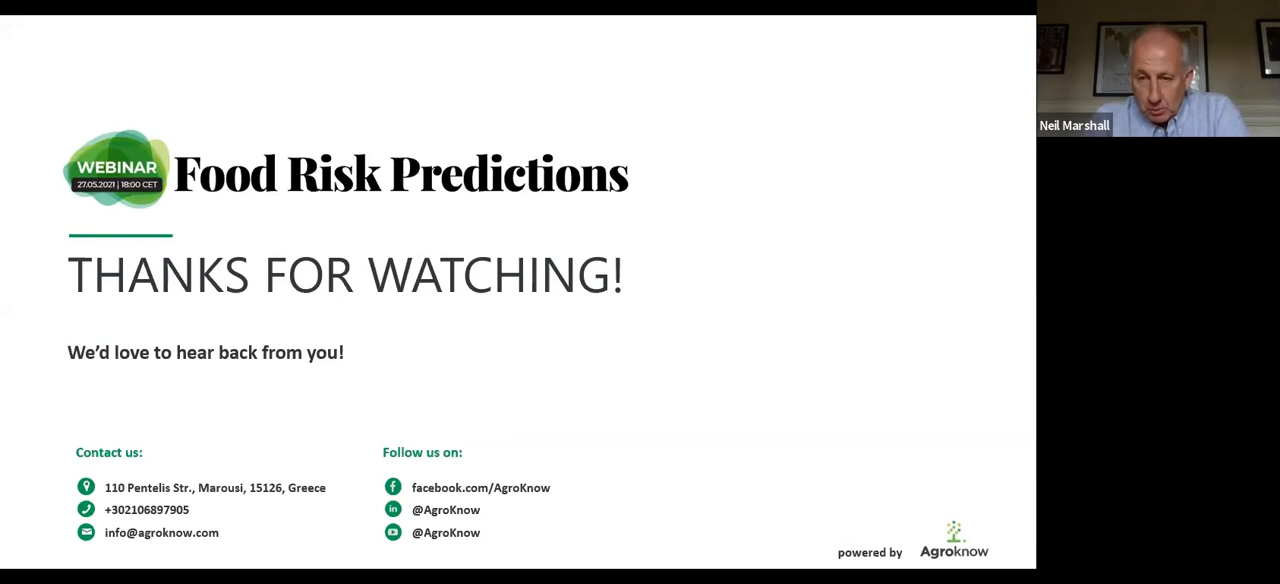 WEBINAR
27.05.2021 | 18:00 CET
Food Risk Predictions
THANKS FOR WATCHING!
We’d love to hear back from you!
Contact us:
110 Pentelis Str., Marousi, 15126, Greece
+302106897905
info@agroknow.com
Follow us on:
facebook.com/AgroKnow
@AgroKnow
@AgroKnow
powered by
Agroknow
Neil Marshall